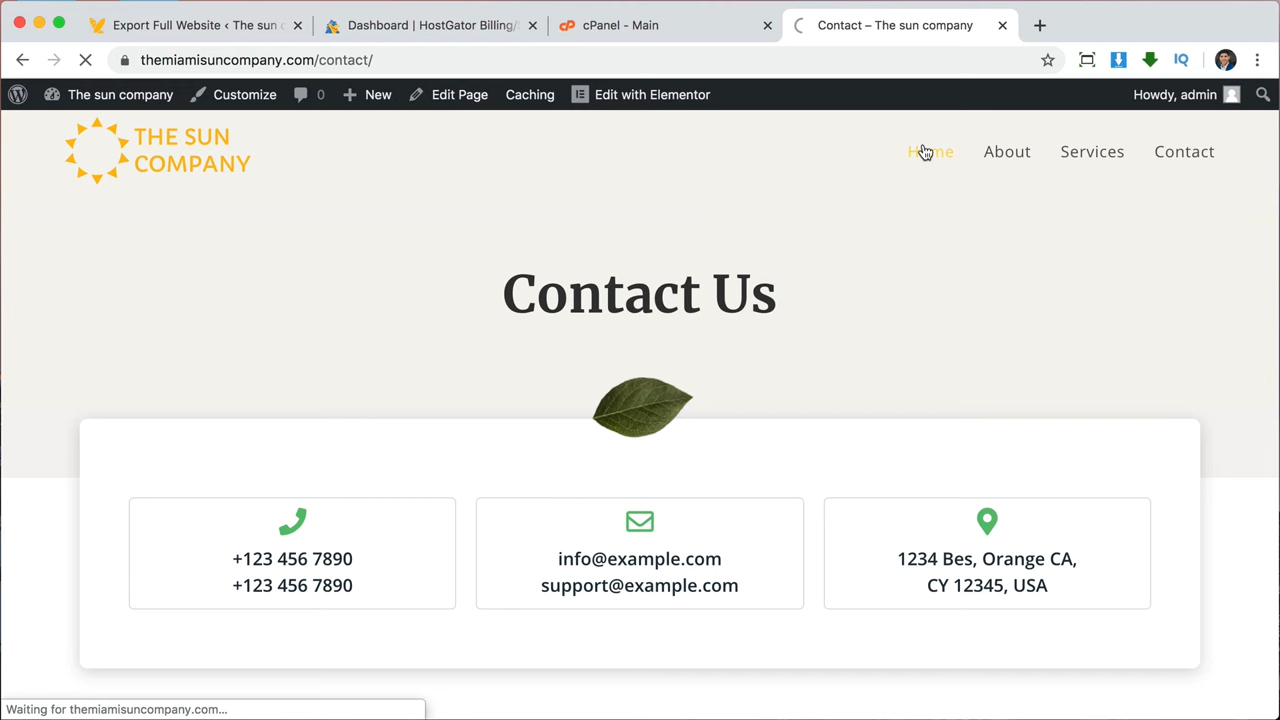 Export Full Website ‹ The sun c
Dashboard | HostGator Billing/
cPanel - Main
Contact – The sun company
themiamisuncompany.com/contact/
IQ
The sun company
Customize
0
New
Edit Page
Caching
Edit with Elementor
Howdy, admin
THE SUN
COMPANY
Home
About
Services
Contact
Contact Us
+123 456 7890
+123 456 7890
info@example.com
support@example.com
1234 Bes, Orange CA,
CY 12345, USA
Waiting for themiamisuncompany.com...